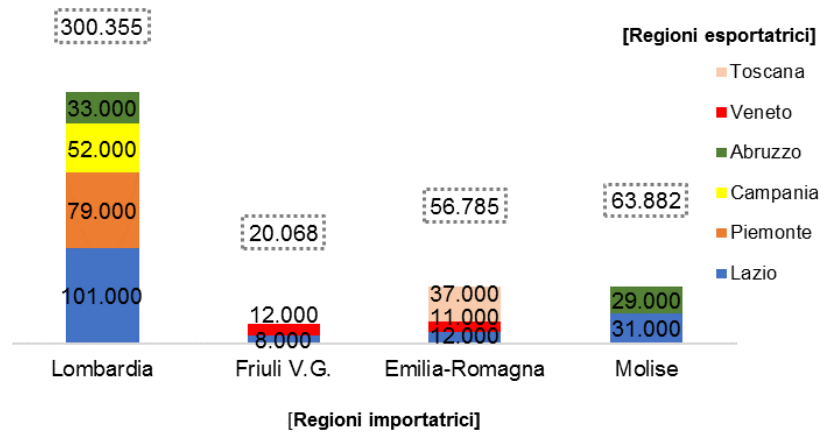 300.355
[Regioni esportatrici]
Toscana
Veneto
Abruzzo
Campania
Piemonte
Lazio
33.000
52.000
79.000
101.000
20.068
12.000
8.000
56.785
37.000
11.000
12.000
63.882
29.000
31.000
Lombardia Friuli V.G. Emilia-Romagna Molise
[Regioni importatrici]